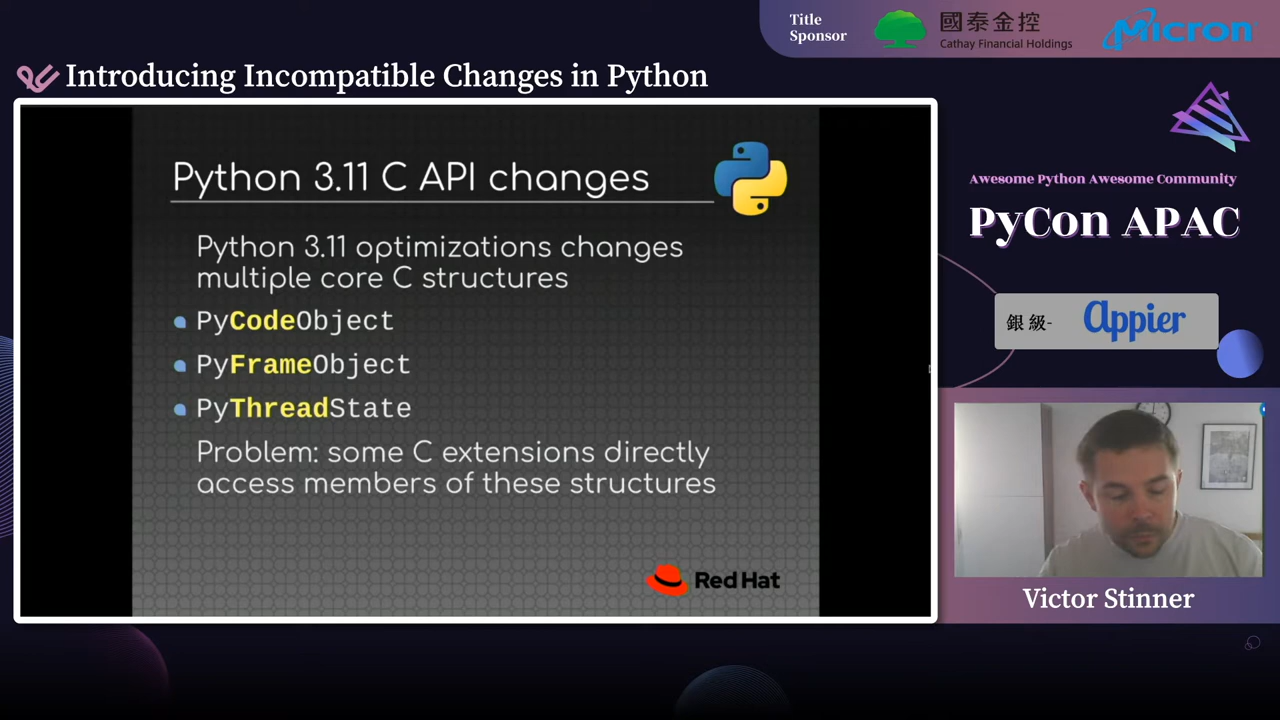 Title
Sponsor
國泰金控
Cathay Financial Holdings
Micron
Introducing Incompatible Changes in Python
Python 3.11 C API changes
Python 3.11 optimizations changes
multiple core C structures
PyCodeObject
PyFrameObject
PyThreadState
Problem: some C extensions directly
access members of these structures
Red Hat
Awesome Python Awesome Community
PyCon APAC
銀級-
Appier
Victor Stinner